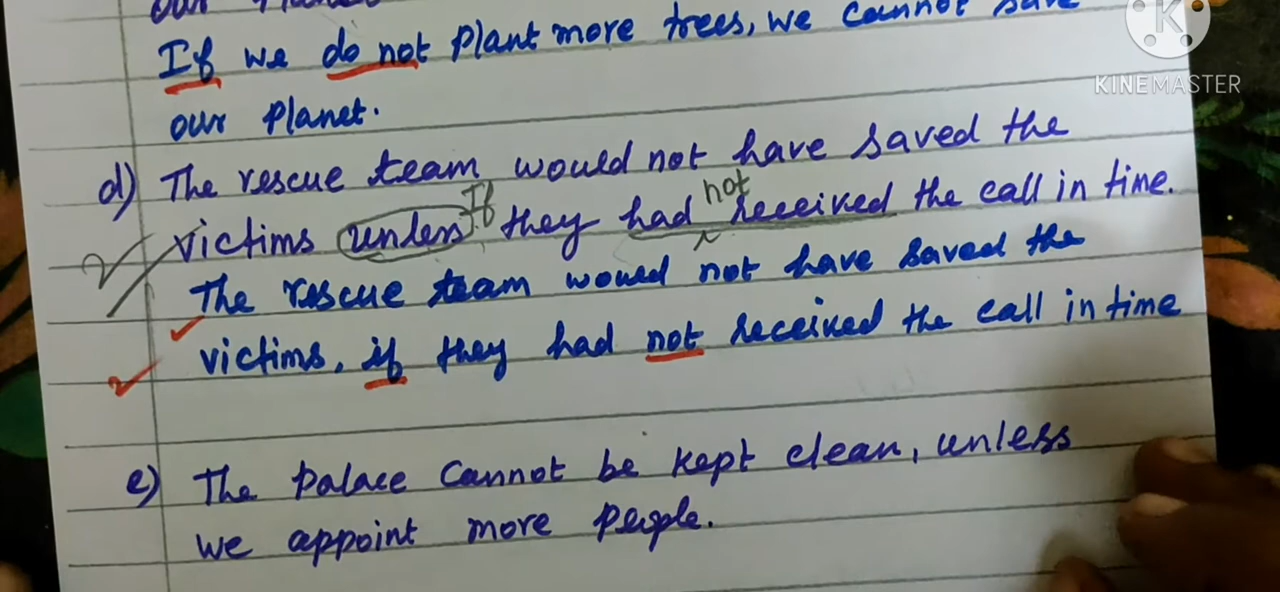 our
If we do not plant more trees, we cannot save
our planet.
d) The rescue team would not have saved the
If not
victims unless they had received the call in time.
The rescue team would not have saved the
victims, if they had not received the call in time
e) The palace cannot be kept clean, unless
we appoint more people.
K
KINEMASTER